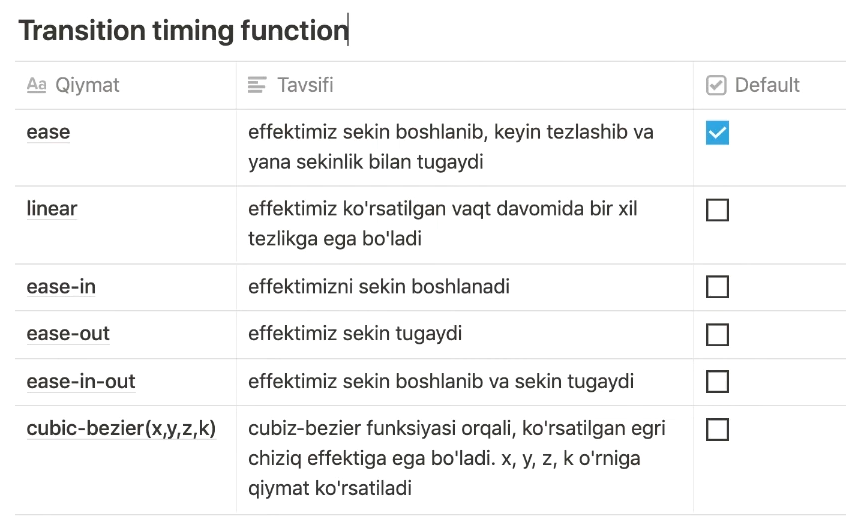 Transition timing function
Aa Qiymat
Tavsifi
Default
ease
effektimiz sekin boshlanib, keyin tezlashib va
yana sekinlik bilan tugaydi
linear
effektimiz ko'rsatilgan vaqt davomida bir xil
tezlikga ega bo'ladi
ease-in
effektimizni sekin boshlanadi
ease-out
effektimiz sekin tugaydi
ease-in-out
effektimiz sekin boshlanib va sekin tugaydi
cubic-bezier(x,y,z,k)
cubiz-bezier funksiyasi orqali, ko'rsatilgan egri
chiziq effektiga ega bo'ladi. x, y, z, k o'rniga
qiymat ko'rsatiladi